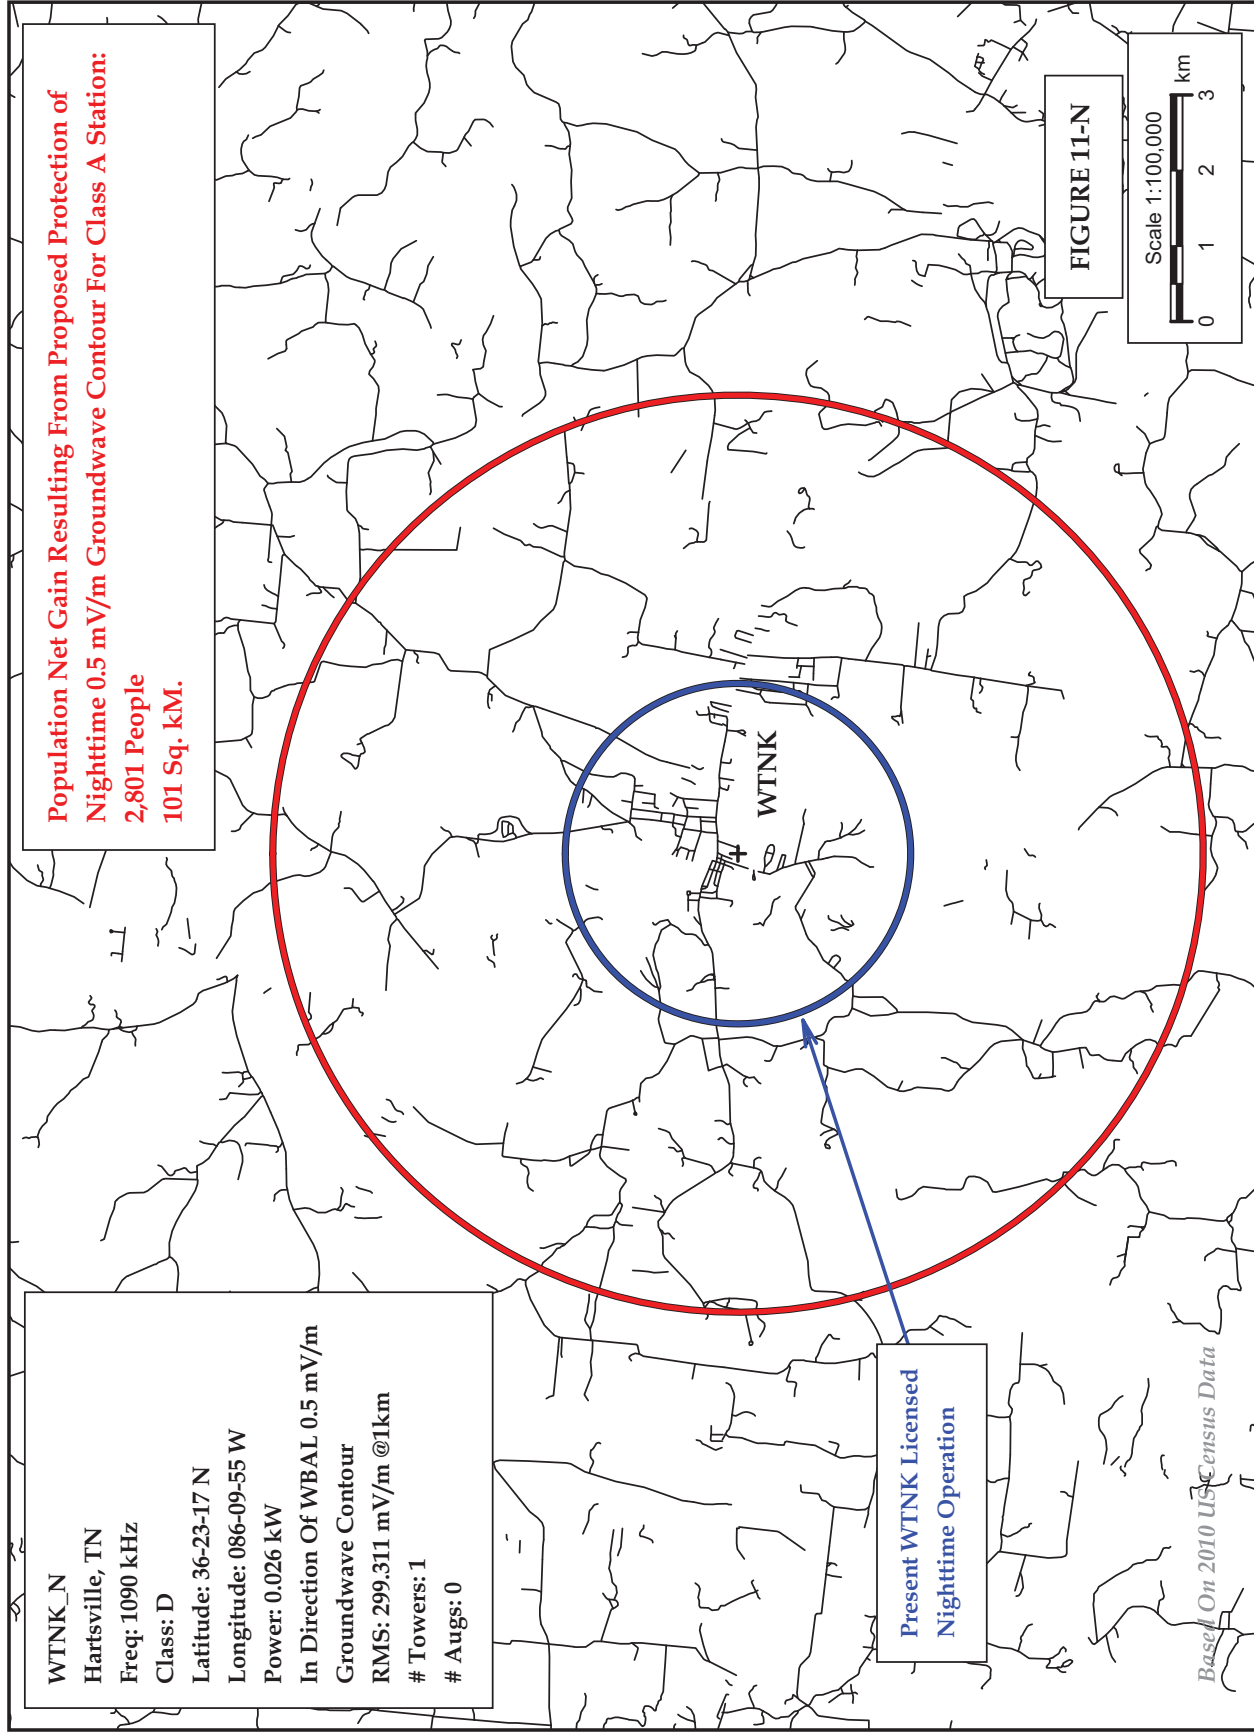 WTNK_N
Hartsville, TN
Freq: 1090 kHz
Class: D
Latitude: 36-23-17 N
Longitude: 086-09-55 W
Power: 0.026 kW
In Direction Of WBAL 0.5 mV/m
Groundwave Contour
RMS: 299.311 mV/m @1km
# Towers: 1
# Augs: 0
Population Net Gain Resulting From Proposed Protection of
Nighttime 0.5 mV/m Groundwave Contour For Class A Station:
2,801 People
101 Sq. kM.
WTNK
Present WTNK Licensed
Nighttime Operation
FIGURE 11-N
Scale 1:100,000
0 1 2 3 km
Based On 2010 US Census Data